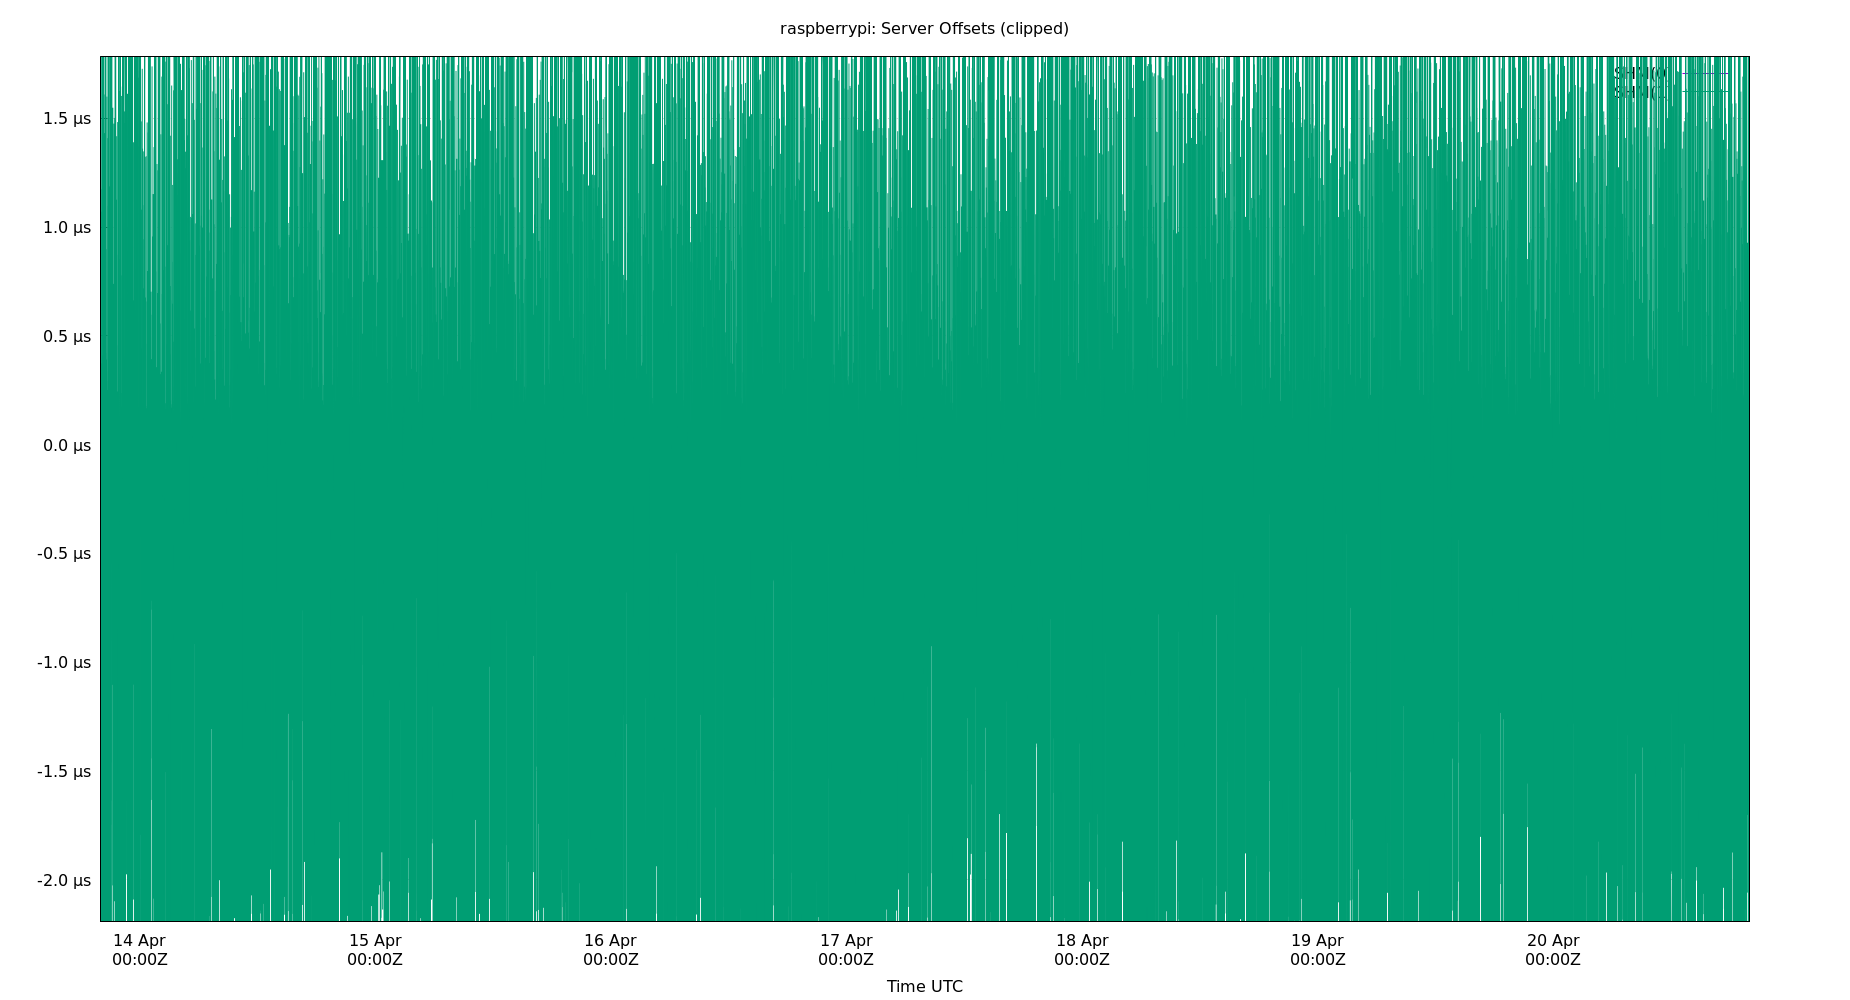 raspberrypi: Server Offsets (clipped)
1.5 µs
1.0 µs
0.5 µs
0.0 µs
-0.5 µs
-1.0 µs
-1.5 µs
-2.0 µs
14 Apr
00:00Z
15 Apr
00:00Z
16 Apr
00:00Z
17 Apr
00:00Z
18 Apr
00:00Z
19 Apr
00:00Z
20 Apr
00:00Z
Time UTC